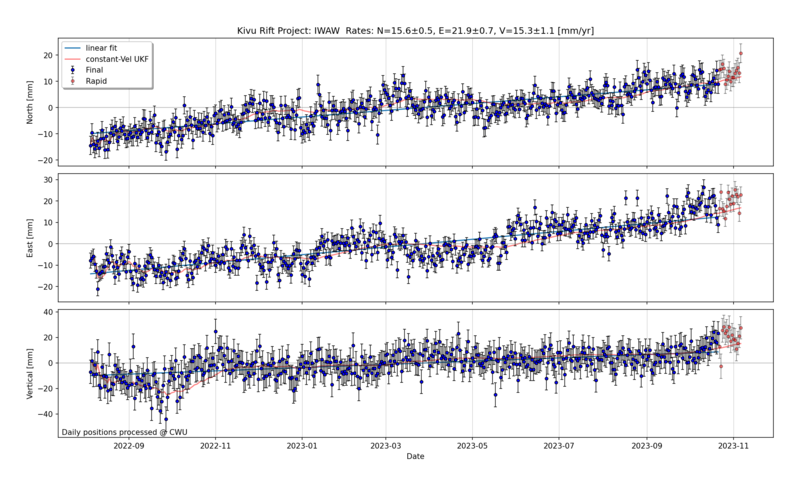 Kivu Rift Project: IWAW Rates: N=15.6±0.5, E=21.9±0.7, V=15.3±1.1 [mm/yr]
linear fit
constant-Vel UKF
Final
Rapid
North [mm]
20
10
0
−10
−20
East [mm]
30
20
10
0
−10
−20
Vertical [mm]
40
20
0
−20
−40
Daily positions processed @ CWU
2022-09 2022-11 2023-01 2023-03 2023-05 2023-07 2023-09 2023-11
Date